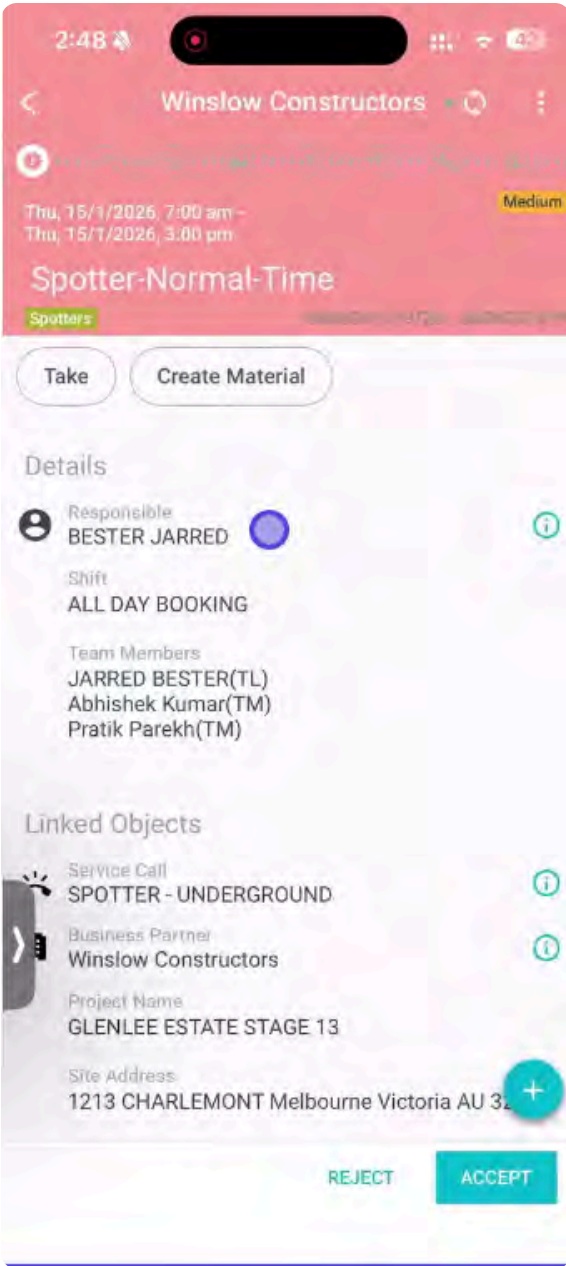 2:48
Winslow Constructors
Thu, 15/1/2026, 7:00 am -
Thu, 15/1/2026, 3:00 pm
Medium
Spotter-Normal-Time
Spotters
Take
Create Material
Details
Responsible
BESTER JARRED
Shift
ALL DAY BOOKING
Team Members
JARRED BESTER(TL)
Abhishek Kumar(TM)
Pratik Parekh(TM)
Linked Objects
Service Call
SPOTTER - UNDERGROUND
Business Partner
Winslow Constructors
Project Name
GLENLEE ESTATE STAGE 13
Site Address
1213 CHARLEMONT Melbourne Victoria AU
REJECT
ACCEPT